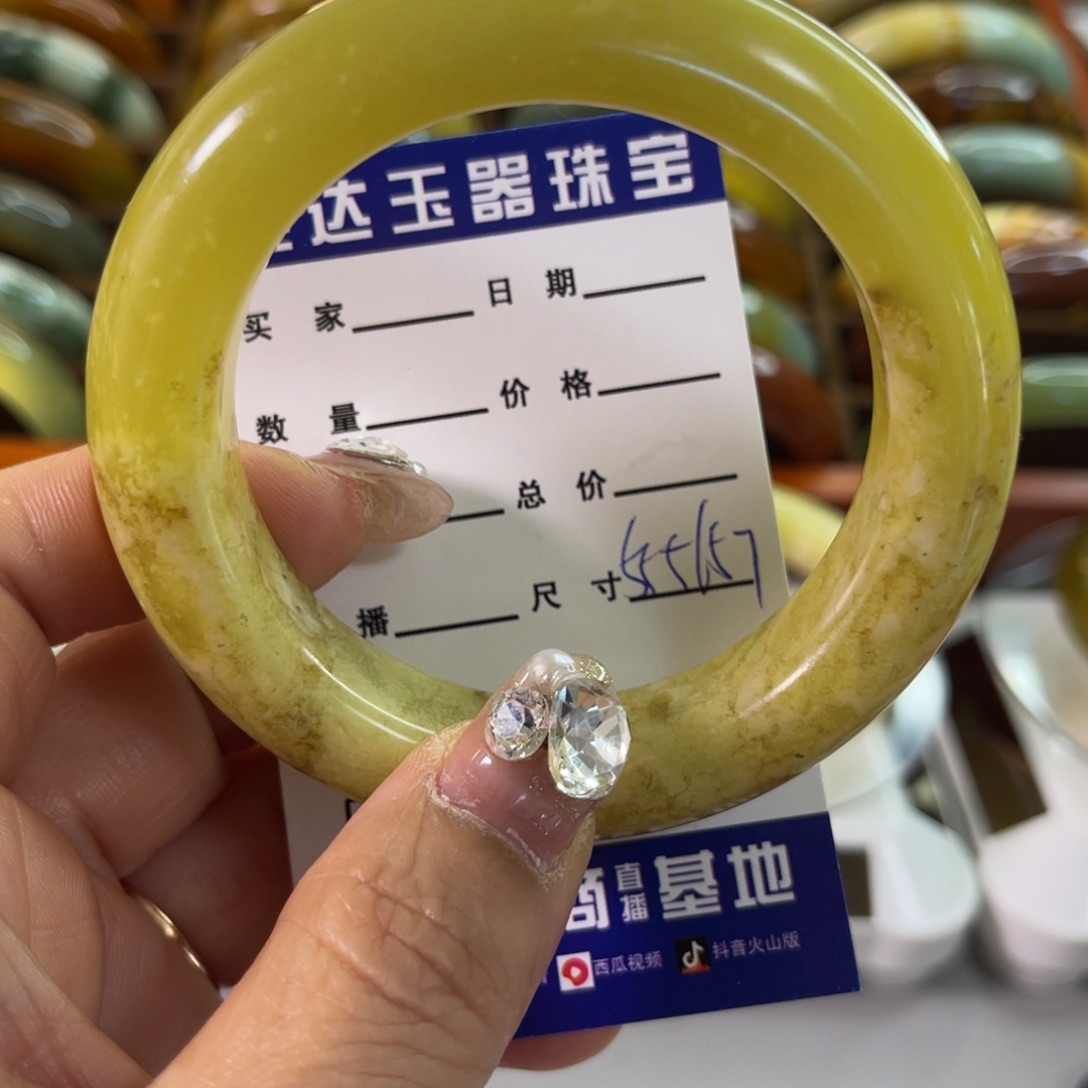 达玉器珠宝
买 家 日 期
数 量 价 格
总 价
播 尺 寸 55/57
商直播基地
西瓜视频 抖音火山版